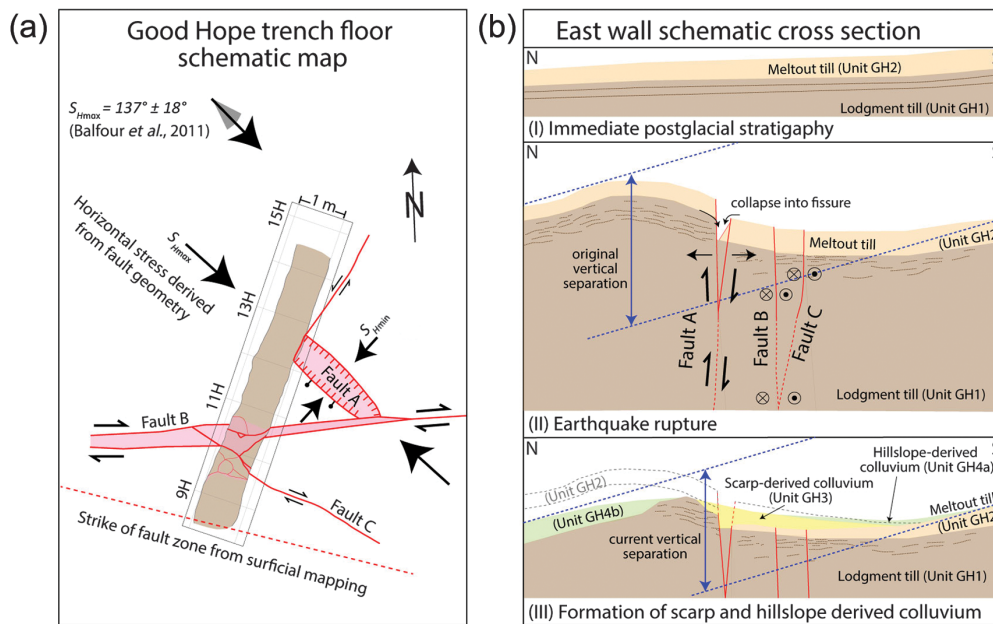 (a)
Good Hope trench floor
schematic map
S_Hmax = 137° ± 18°
(Balfour et al., 2011)
N
1 m
15H
13H
11H
9H
Horizontal stress derived
from fault geometry
S_Hmax
S_Hmin
Fault A
Fault B
Fault C
Strike of fault zone from surficial mapping
(b)
East wall schematic cross section
N
Meltout till (Unit GH2)
Lodgment till (Unit GH1)
(I) Immediate postglacial stratigaphy
N
collapse into fissure
original
vertical
separation
Meltout till
(Unit GH2
Fault A
Fault B
Fault C
Lodgment till (Unit GH1)
(II) Earthquake rupture
N
Hillslope-derived
colluvium (Unit GH4a)
(Unit GH2)
Scarp-derived colluvium
(Unit GH3)
Meltout till
(Unit GH2
(Unit GH4b)
current vertical
separation
Lodgment till (Unit GH1)
(III) Formation of scarp and hillslope derived colluvium